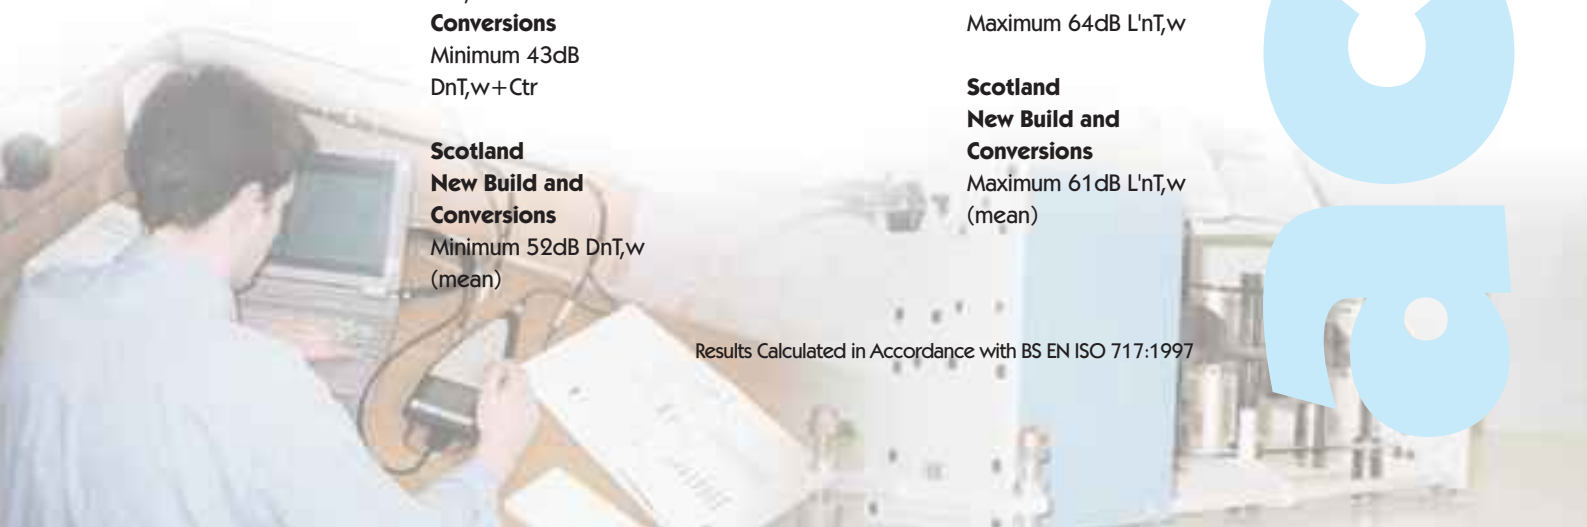 Conversions
Minimum 43dB
DnT,w+Ctr
Scotland
New Build and
Conversions
Minimum 52dB DnT,w
(mean)
Maximum 64dB L'nT,w
Scotland
New Build and
Conversions
Maximum 61dB L'nT,w
(mean)
Results Calculated in Accordance with BS EN ISO 717:1997